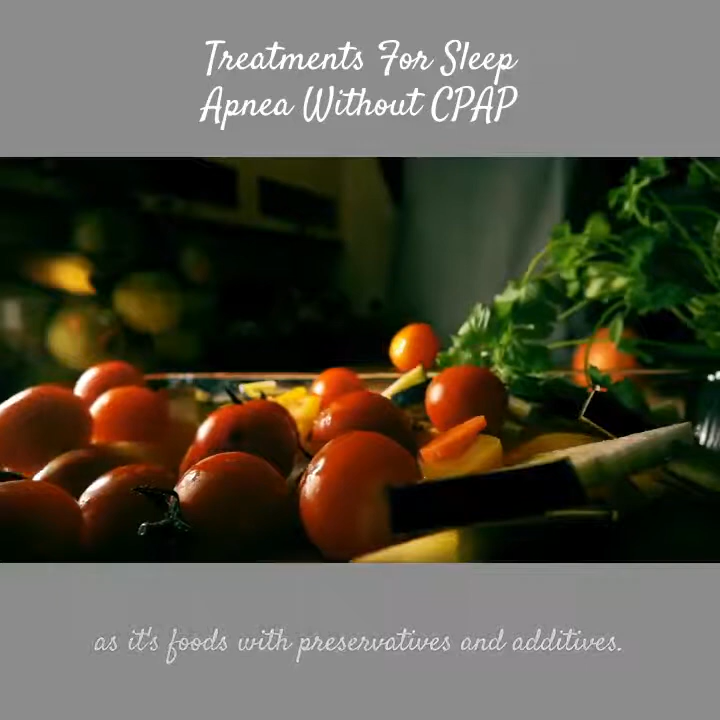 Treatments For Sleep
Apnea Without CPAP
as it's foods with preservatives and additives.